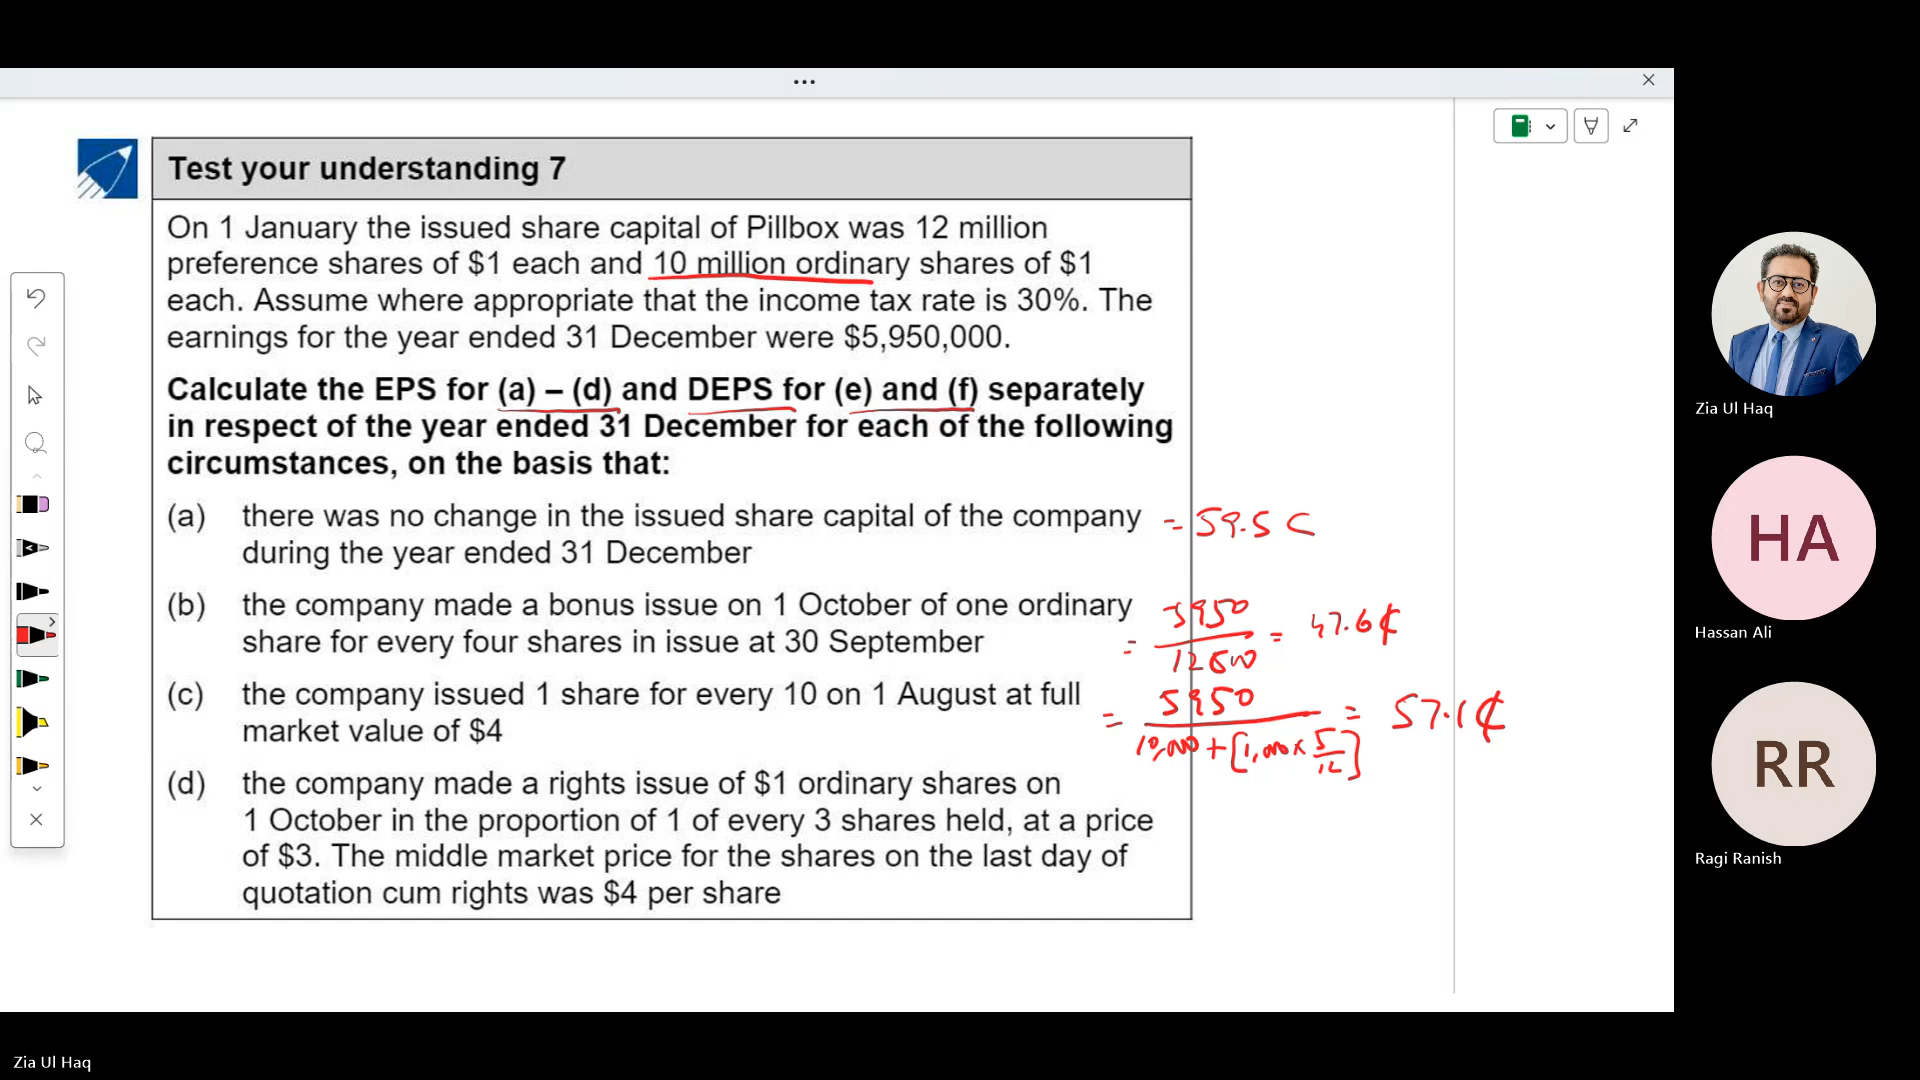 Test your understanding 7
On 1 January the issued share capital of Pillbox was 12 million
preference shares of $1 each and 10 million ordinary shares of $1
each. Assume where appropriate that the income tax rate is 30%. The
earnings for the year ended 31 December were $5,950,000.
Calculate the EPS for (a) – (d) and DEPS for (e) and (f) separately
in respect of the year ended 31 December for each of the following
circumstances, on the basis that:
(a) there was no change in the issued share capital of the company
during the year ended 31 December
= 59.5 C
(b) the company made a bonus issue on 1 October of one ordinary
share for every four shares in issue at 30 September
= 5950 / 12500 = 47.6 ¢
(c) the company issued 1 share for every 10 on 1 August at full
market value of $4
= 5950 / 10,000 + [1,000 × 5/12] = 57.1 ¢
(d) the company made a rights issue of $1 ordinary shares on
1 October in the proportion of 1 of every 3 shares held, at a price
of $3. The middle market price for the shares on the last day of
quotation cum rights was $4 per share
Zia Ul Haq
HA
Hassan Ali
RR
Ragi Ranish
Zia Ul Haq